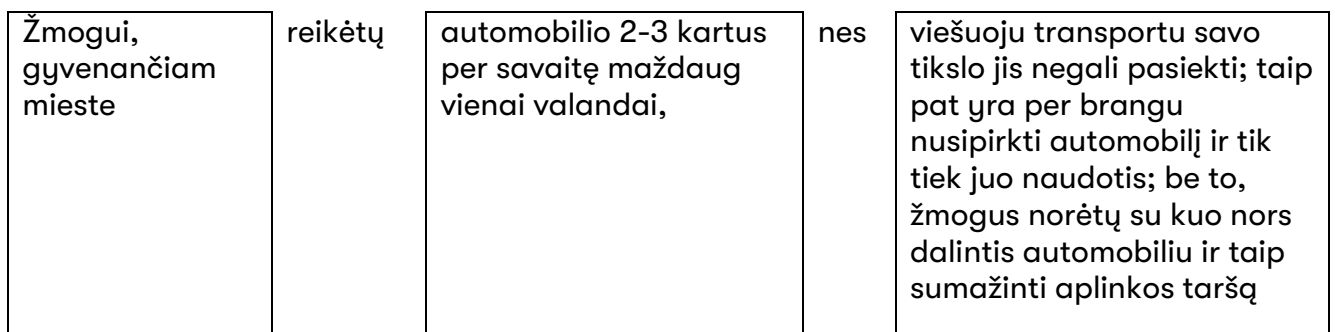 Žmogui,
gyvenančiam
mieste
reikėtų
automobilio 2-3 kartus
per savaitę maždaug
vienai valandai,
nes
viešuoju transportu savo
tikslo jis negali pasiekti; taip
pat yra per brangu
nusipirkti automobilį ir tik
tiek juo naudotis; be to,
žmogus norėtų su kuo nors
dalintis automobiliu ir taip
sumažinti aplinkos taršą